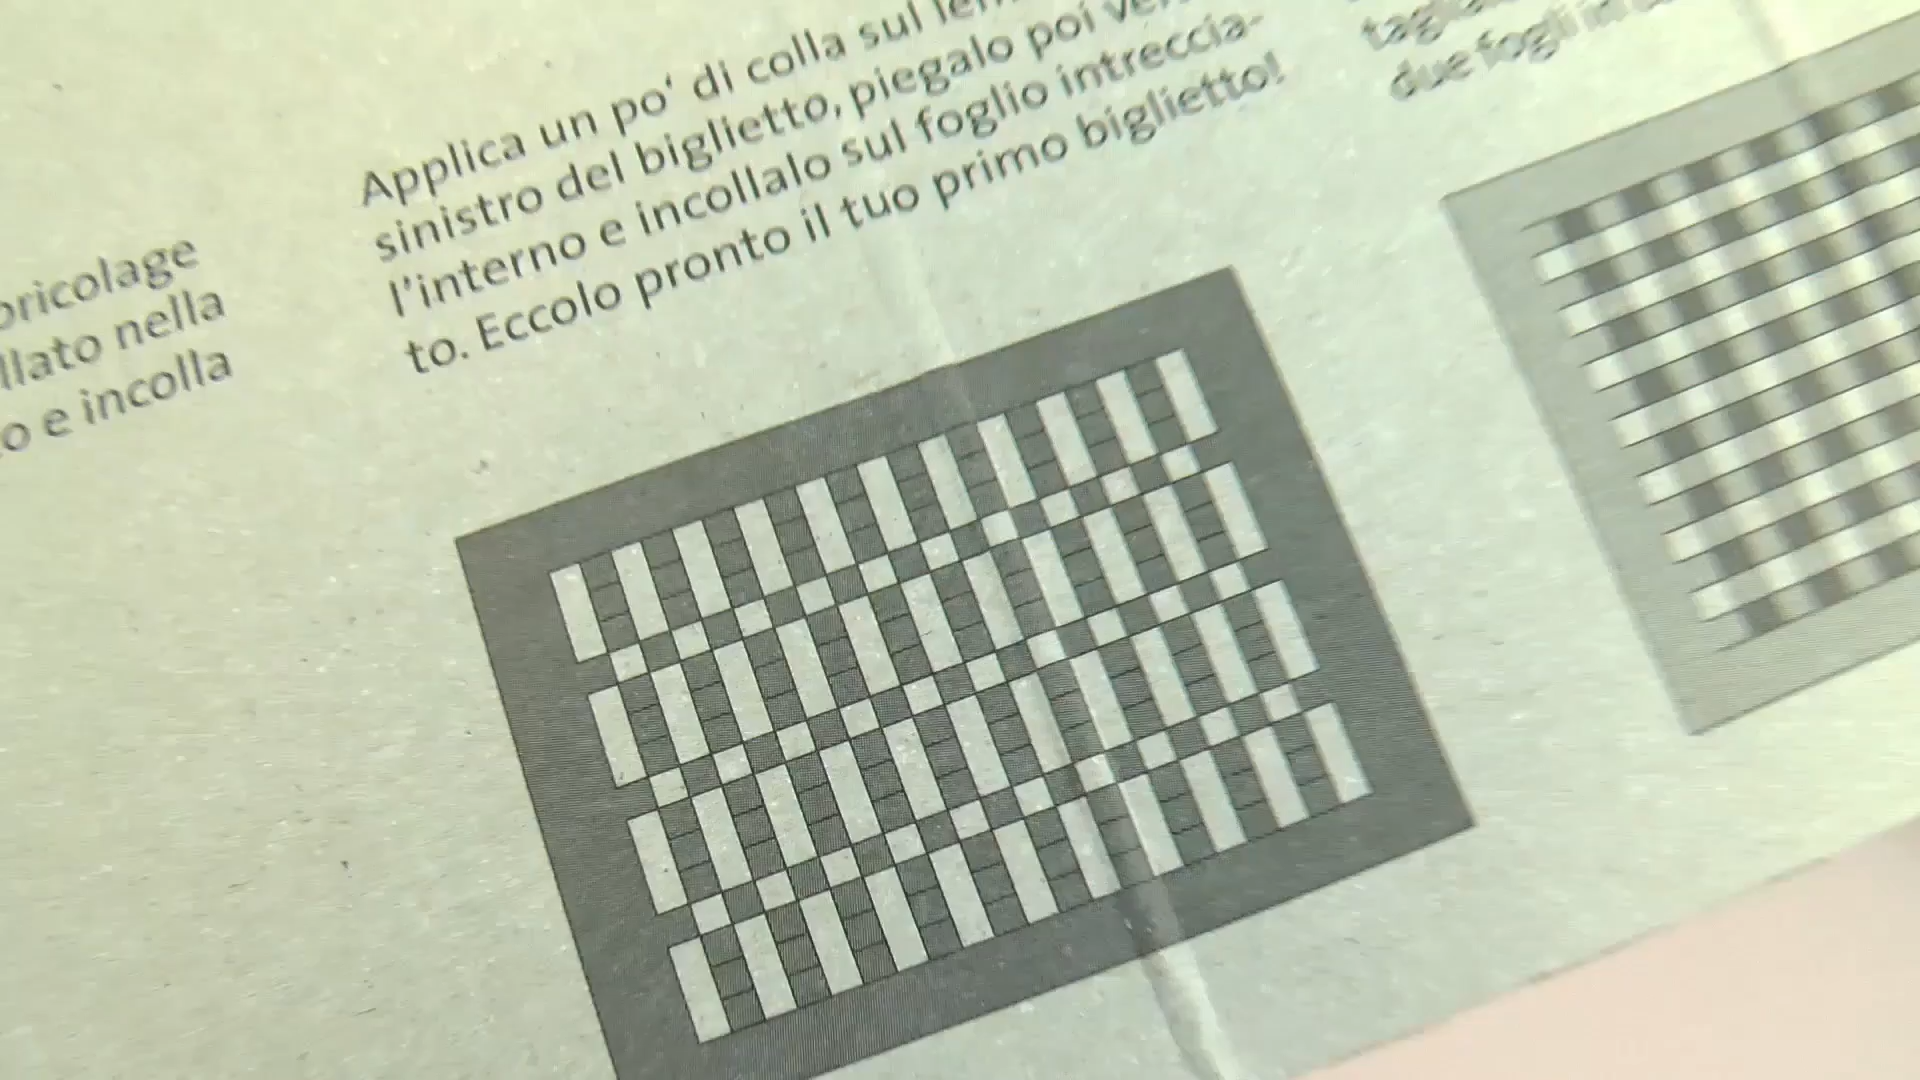 bricolage
llato nella
o e incolla
Applica un po' di colla sul
sinistro del biglietto, piegalo poi
l'interno e incollalo sul foglio intreccia-
to. Eccolo pronto il tuo primo biglietto!
due fogli in